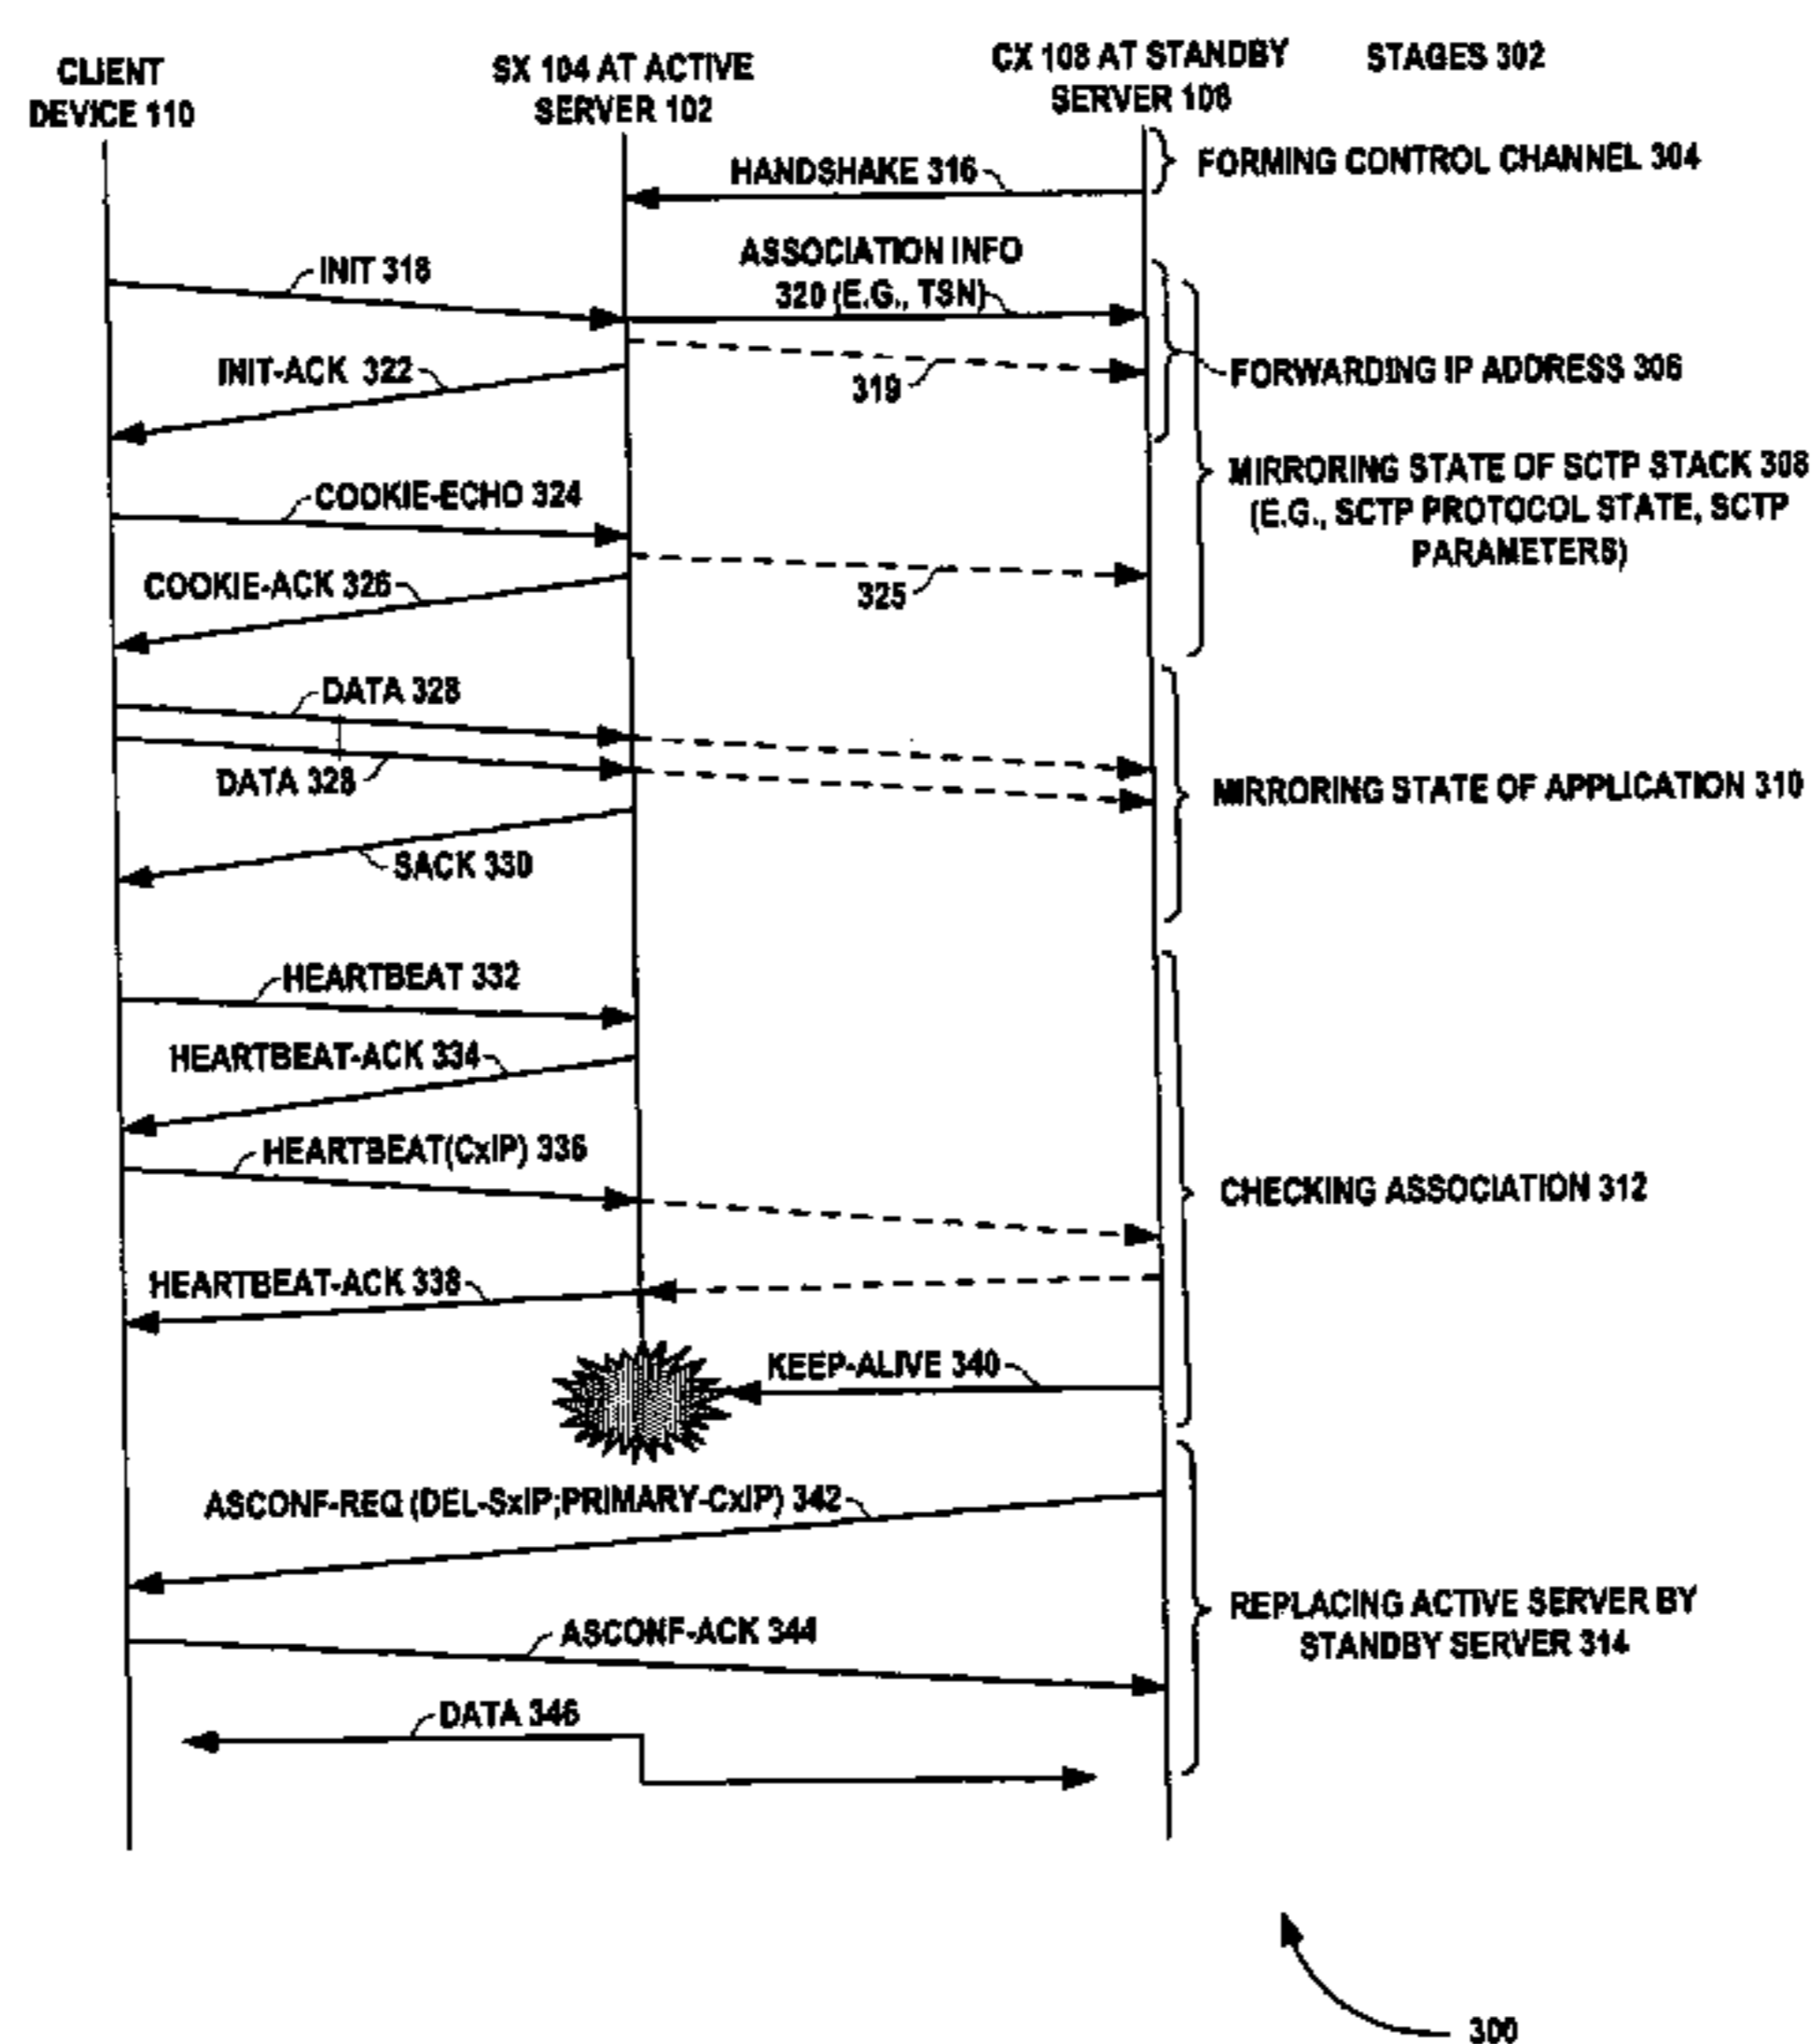 CLIENT
DEVICE 110
SX 104 AT ACTIVE
SERVER 102
CX 108 AT STANDBY
SERVER 106
STAGES 302
FORMING CONTROL CHANNEL 304
HANDSHAKE 316
INIT 318
ASSOCIATION INFO
320 (E.G., TSN)
INIT-ACK 322
319
FORWARDING IP ADDRESS 306
MIRRORING STATE OF SCTP STACK 308
(E.G., SCTP PROTOCOL STATE, SCTP
PARAMETERS)
COOKIE-ECHO 324
COOKIE-ACK 326
325
DATA 328
DATA 328
MIRRORING STATE OF APPLICATION 310
SACK 330
HEARTBEAT 332
HEARTBEAT-ACK 334
HEARTBEAT(CxIP) 336
CHECKING ASSOCIATION 312
HEARTBEAT-ACK 338
KEEP-ALIVE 340
ASCONF-REQ (DEL-SxIP;PRIMARY-CxIP) 342
REPLACING ACTIVE SERVER BY
STANDBY SERVER 314
ASCONF-ACK 344
DATA 346
300